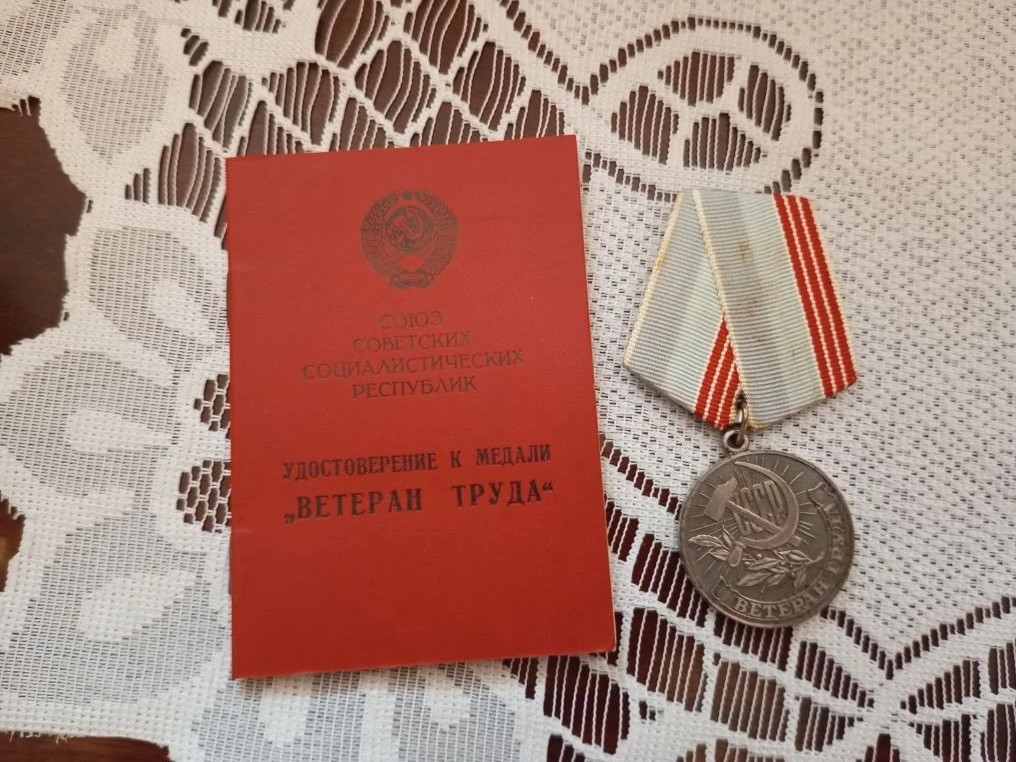 СОЮЗ
СОВЕТСКИХ
СОЦИАЛИСТИЧЕСКИХ
РЕСПУБЛИК
УДОСТОВЕРЕНИЕ К МЕДАЛИ
„ВЕТЕРАН ТРУДА“
СССР
ВЕТЕРАН ТРУДА